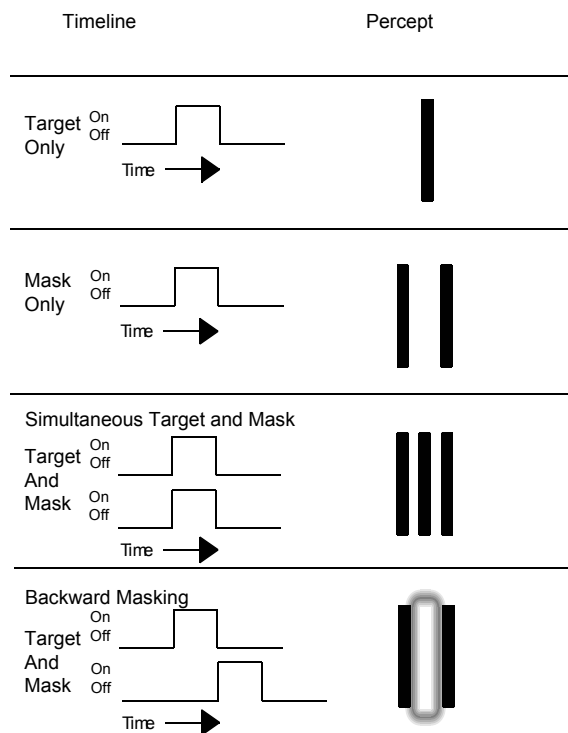 Timeline Percept
Target On
Only Off
Time
Mask On
Only Off
Time
Simultaneous Target and Mask
On
Target Off
And
Mask On
Off
Time
Backward Masking
On
Target Off
And
Mask On
Off
Time